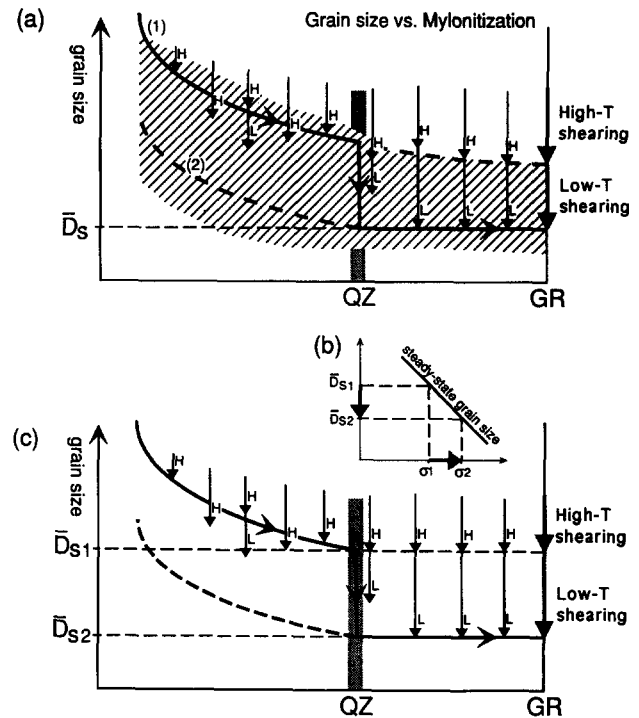 (a)
Grain size vs. Mylonitization
grain size
(1)
H
H
H
H
H
H
H
H
H
L
L
L
L
L
(2)
High-T
shearing
Low-T
shearing
D̅s
QZ
GR
(b)
D̅s1
D̅s2
steady-state grain size
σ1
σ2
(c)
grain size
H
H
H
H
H
H
H
H
H
L
L
L
L
L
High-T
shearing
Low-T
shearing
D̅s1
D̅s2
QZ
GR